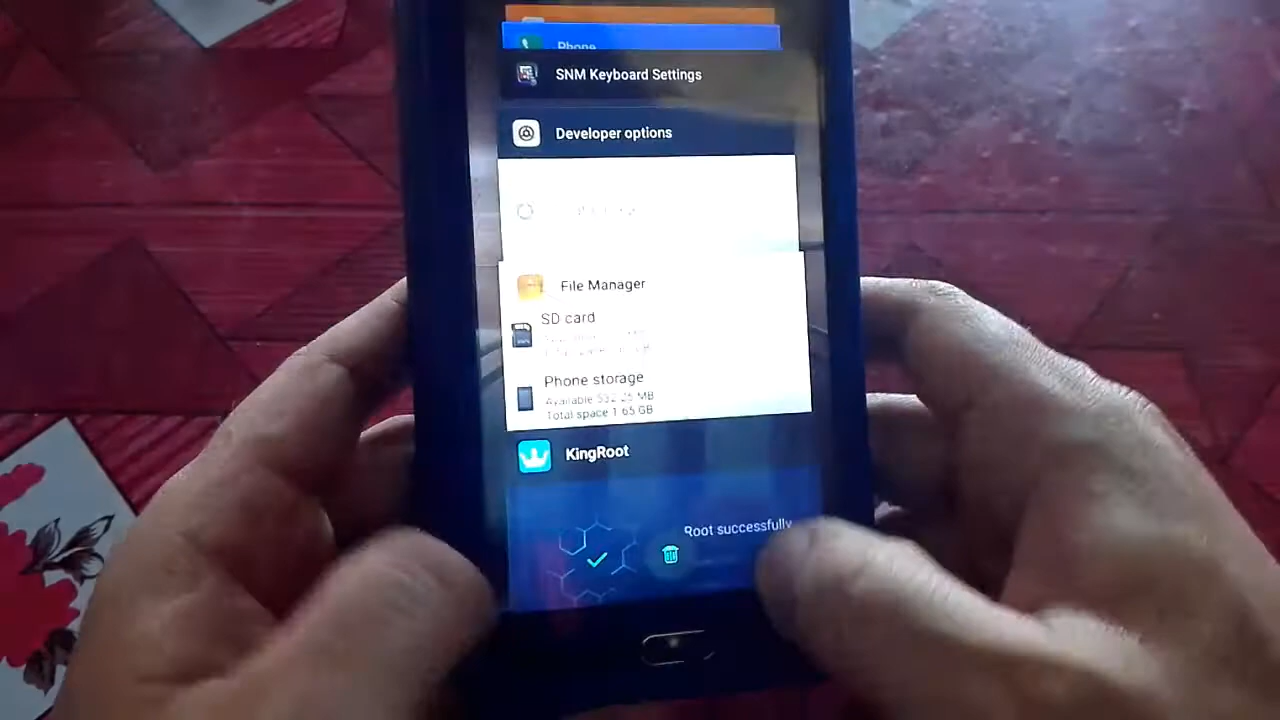 Phone
SNM Keyboard Settings
Developer options
File Manager
SD card
Phone storage
Available 532.25 MB
Total space 1.65 GB
KingRoot
Root successfully